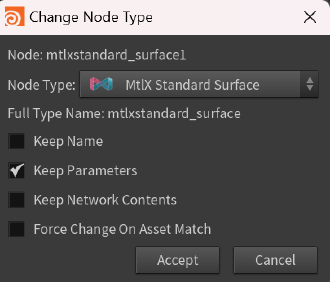 Change Node Type
Node: mtlxstandard_surface1
Node Type: MtlX Standard Surface
Full Type Name: mtlxstandard_surface
Keep Name
Keep Parameters
Keep Network Contents
Force Change On Asset Match
Accept Cancel